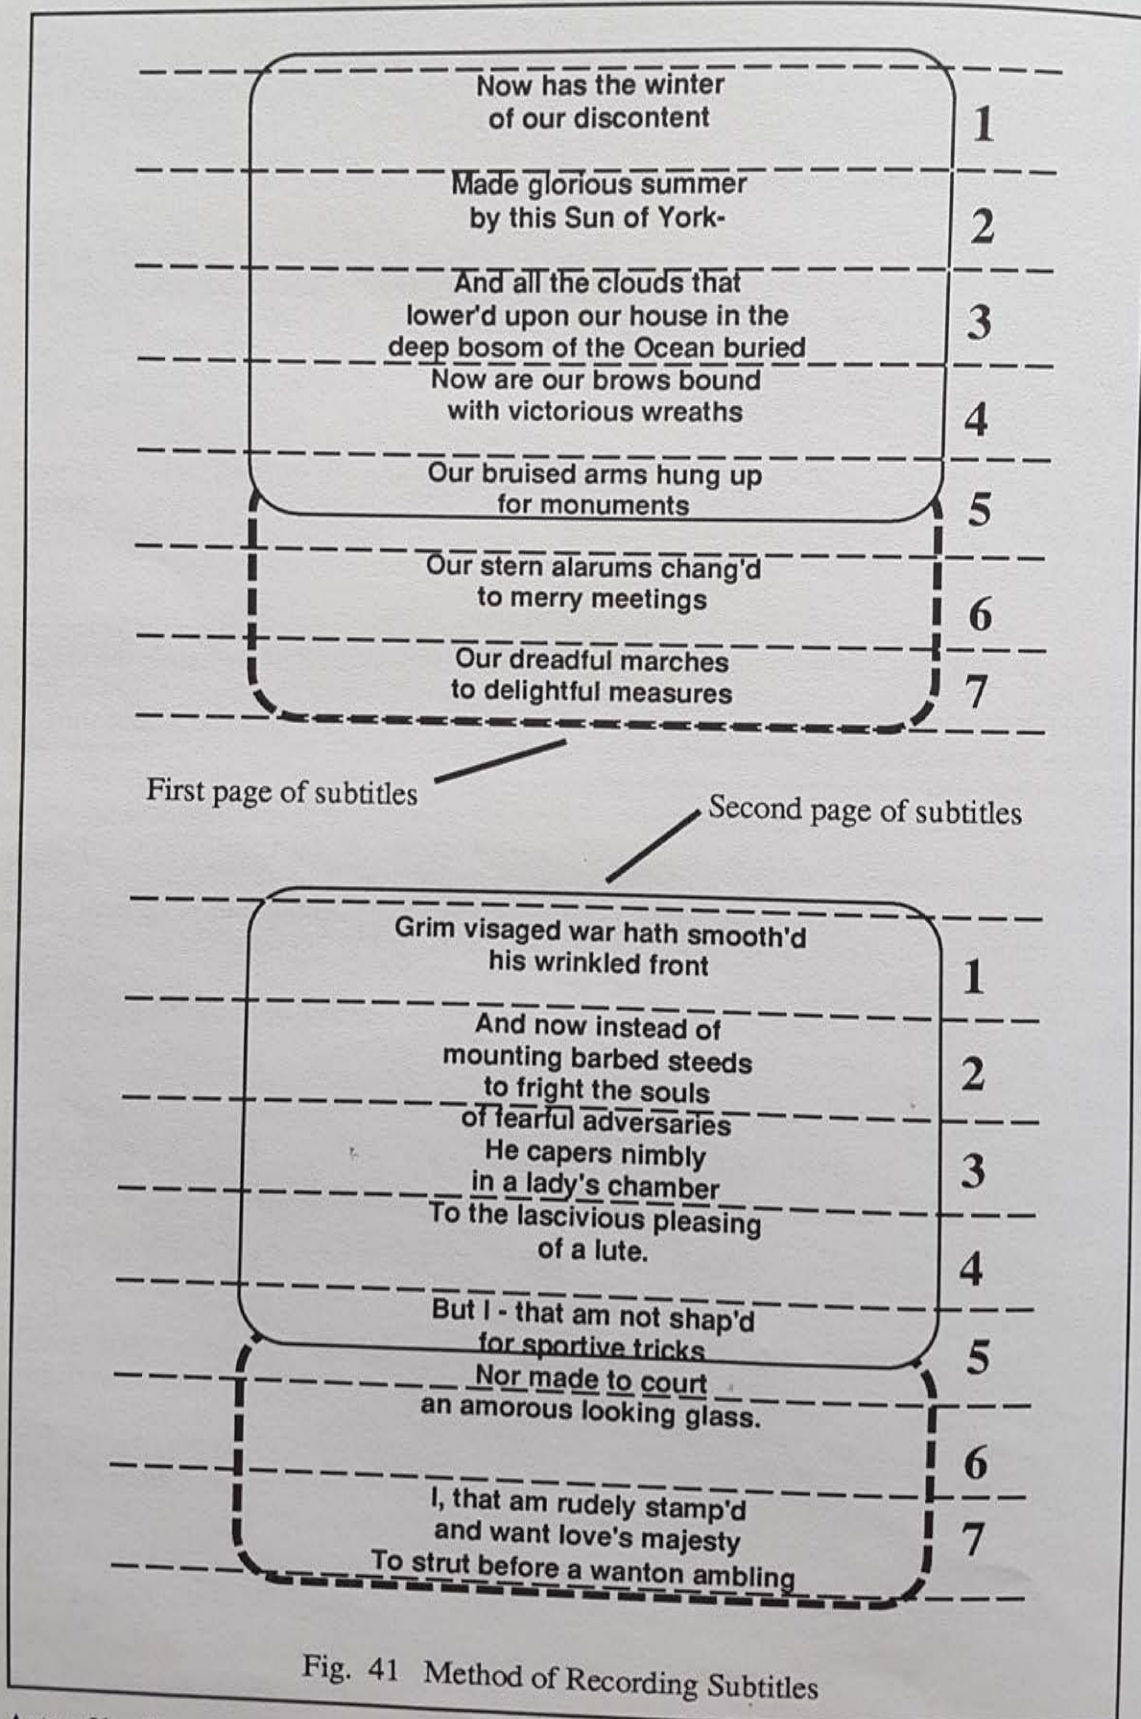 Now has the winter
of our discontent
1
Made glorious summer
by this Sun of York-
2
And all the clouds that
lower'd upon our house in the
deep bosom of the Ocean buried
3
Now are our brows bound
with victorious wreaths
4
Our bruised arms hung up
for monuments
5
Our stern alarums chang'd
to merry meetings
6
Our dreadful marches
to delightful measures
7
First page of subtitles
Second page of subtitles
Grim visaged war hath smooth'd
his wrinkled front
1
And now instead of
mounting barbed steeds
to fright the souls
2
of fearful adversaries
He capers nimbly
in a lady's chamber
3
To the lascivious pleasing
of a lute.
4
But I - that am not shap'd
for sportive tricks
5
Nor made to court
an amorous looking glass.
6
I, that am rudely stamp'd
and want love's majesty
To strut before a wanton ambling
7
Fig. 41 Method of Recording Subtitles